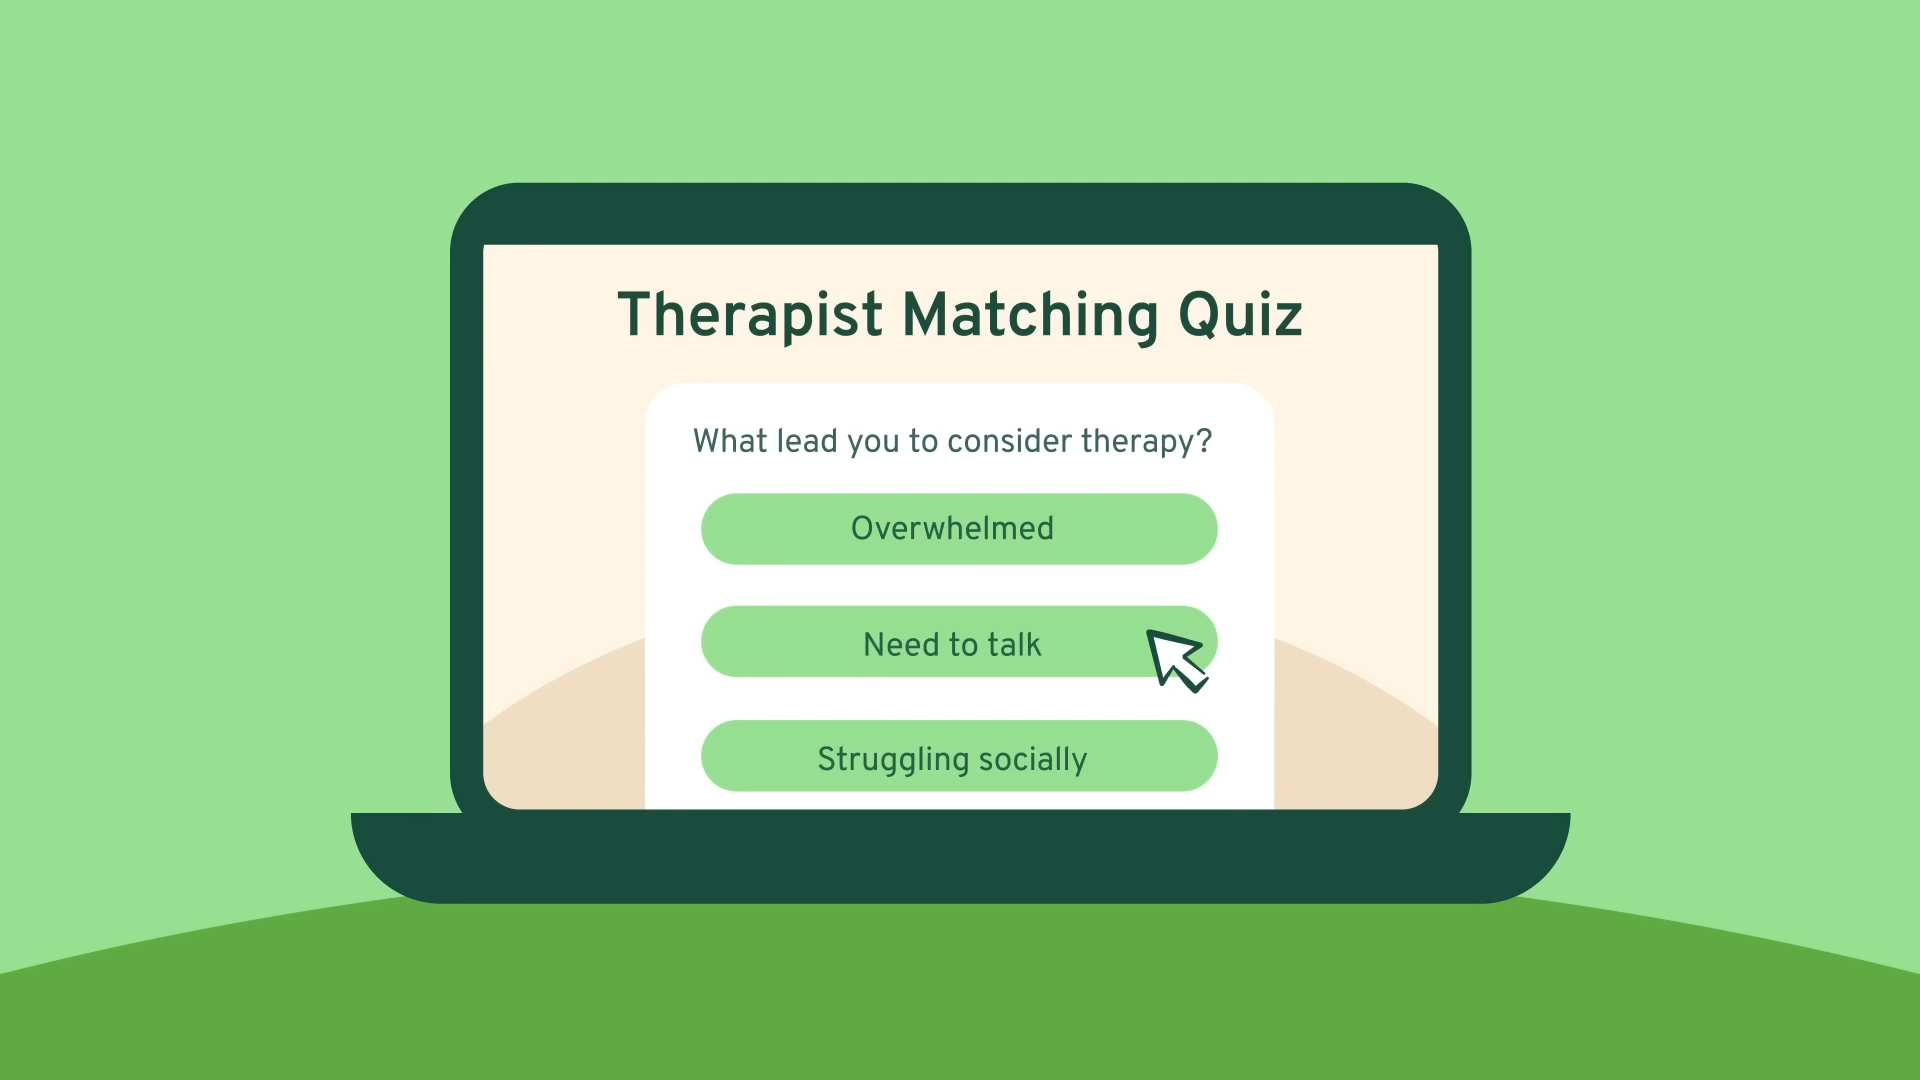 Therapist Matching Quiz
What lead you to consider therapy?
Overwhelmed
Need to talk
Struggling socially